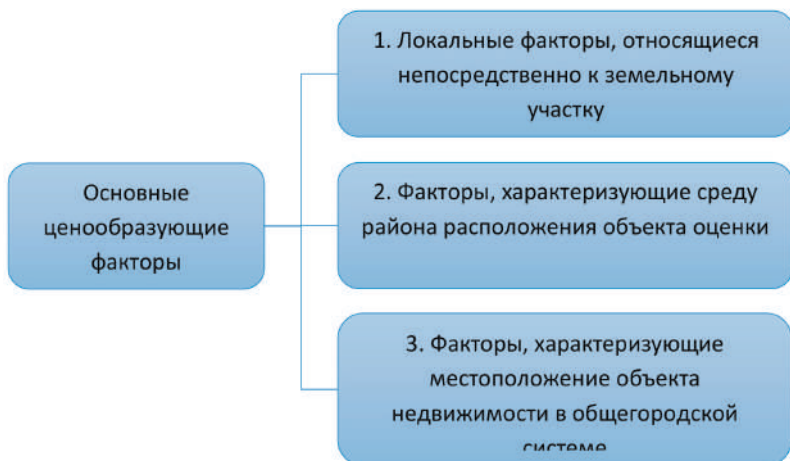 Основные
ценообразующие
факторы
1. Локальные факторы, относящиеся
непосредственно к земельному
участку
2. Факторы, характеризующие среду
района расположения объекта оценки
3. Факторы, характеризующие
местоположение объекта
недвижимости в общегородской
системе